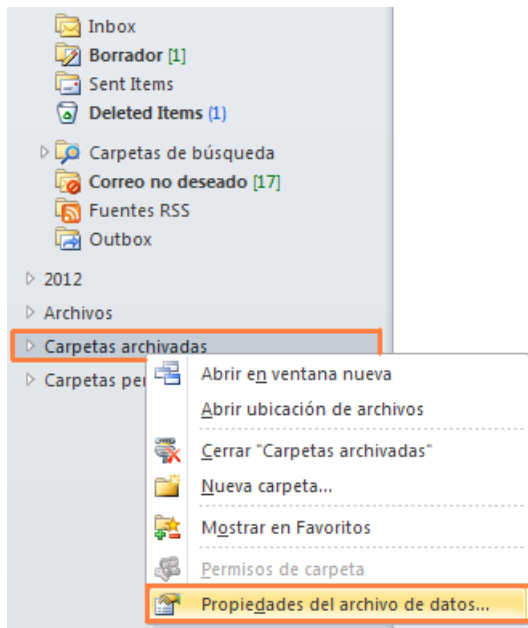 Inbox
Borrador [1]
Sent Items
Deleted Items (1)
Carpetas de búsqueda
Correo no deseado [17]
Fuentes RSS
Outbox
2012
Archivos
Carpetas archivadas
Carpetas per
Abrir en ventana nueva
Abrir ubicación de archivos
Cerrar "Carpetas archivadas"
Nueva carpeta...
Mostrar en Favoritos
Permisos de carpeta
Propiedades del archivo de datos...